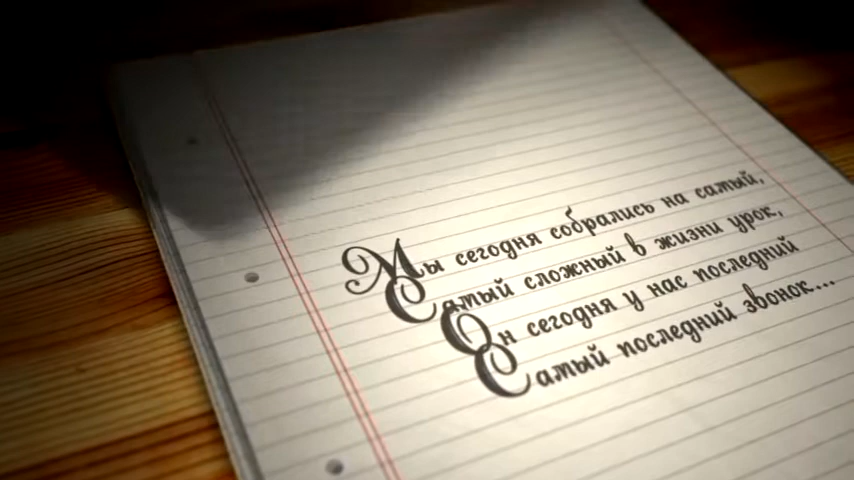 Мы сегодня собрались на самый,
Самый сложный в жизни урок,
Он сегодня у нас последний
Самый последний звонок...